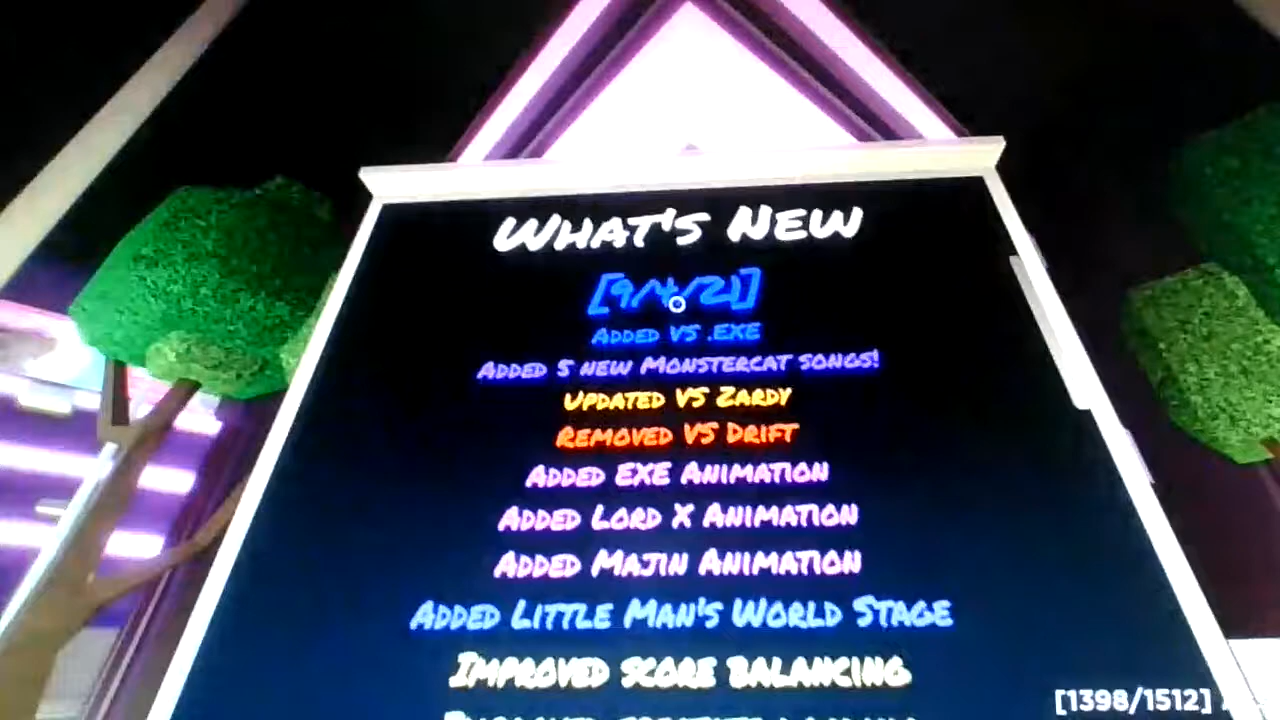 What's New
[9/4/21]
Added VS .EXE
Added 5 new Monstercat songs!
Updated VS Zardy
Removed VS Drift
Added EXE Animation
Added Lord X Animation
Added Majin Animation
Added Little Man's World Stage
Improved score balancing
[1398/1512]